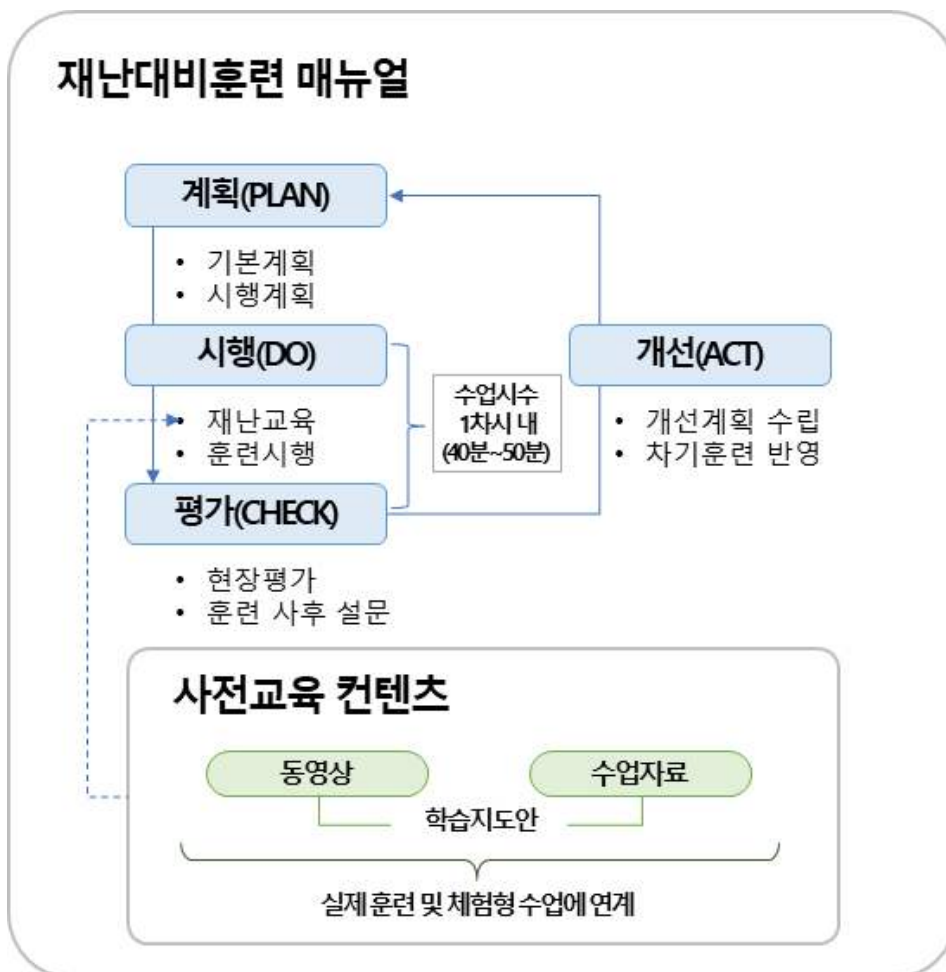 재난대비훈련 매뉴얼
계획(PLAN)
• 기본계획
• 시행계획
시행(DO)
• 재난교육
• 훈련시행
수업시수
1차시 내
(40분~50분)
개선(ACT)
• 개선계획 수립
• 차기훈련 반영
평가(CHECK)
• 현장평가
• 훈련 사후 설문
사전교육 컨텐츠
동영상
수업자료
학습지도안
실제 훈련 및 체험형 수업에 연계